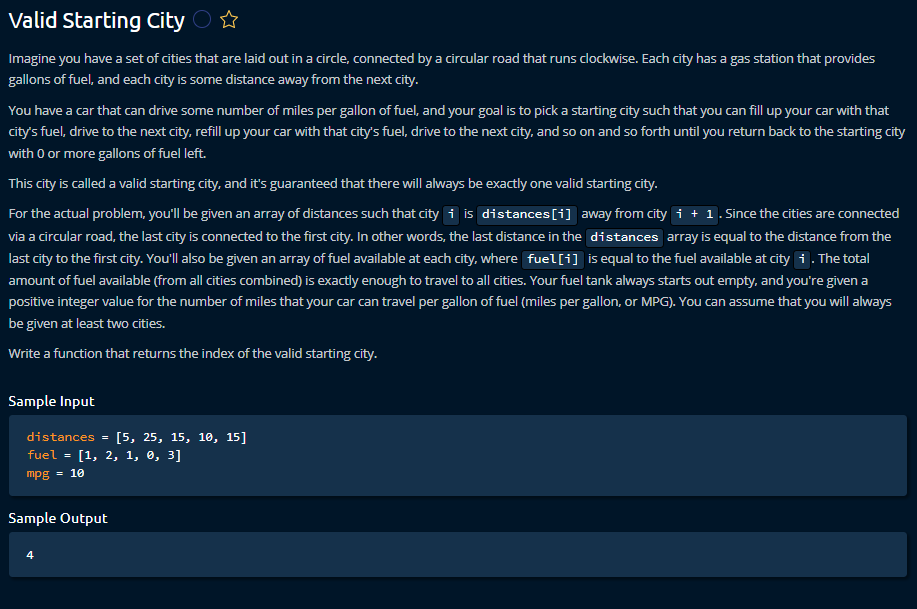 Valid Starting City
Imagine you have a set of cities that are laid out in a circle, connected by a circular road that runs clockwise. Each city has a gas station that provides
gallons of fuel, and each city is some distance away from the next city.
You have a car that can drive some number of miles per gallon of fuel, and your goal is to pick a starting city such that you can fill up your car with that
city's fuel, drive to the next city, refill up your car with that city's fuel, drive to the next city, and so on and so forth until you return back to the starting city
with 0 or more gallons of fuel left.
This city is called a valid starting city, and it's guaranteed that there will always be exactly one valid starting city.
For the actual problem, you'll be given an array of distances such that city i is distances[i] away from city i + 1. Since the cities are connected
via a circular road, the last city is connected to the first city. In other words, the last distance in the distances array is equal to the distance from the
last city to the first city. You'll also be given an array of fuel available at each city, where fuel[i] is equal to the fuel available at city i. The total
amount of fuel available (from all cities combined) is exactly enough to travel to all cities. Your fuel tank always starts out empty, and you're given a
positive integer value for the number of miles that your car can travel per gallon of fuel (miles per gallon, or MPG). You can assume that you will always
be given at least two cities.
Write a function that returns the index of the valid starting city.
Sample Input
distances = [5, 25, 15, 10, 15]
fuel = [1, 2, 1, 0, 3]
mpg = 10
Sample Output
4